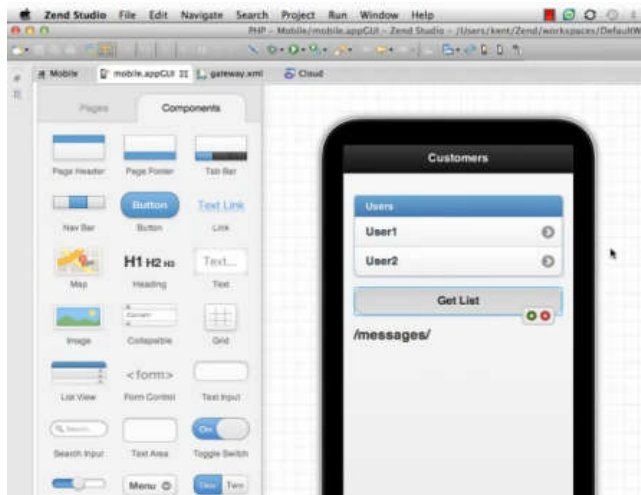 Zend Studio File Edit Navigate Search Project Run Window Help
PHP – Mobile/mobile.appGUI – Zend Studio – /Users/kent/Zend/workspaces/DefaultW
Mobile mobile.appGUI gateway.xml Cloud
Pages Components
Page Header Page Footer Tab Bar
Button Text Link
Nav Bar Button Link
H1 H2 H3 Text...
Map Heading Text
Image Collapsible Grid
<form>
List View Form Control Text Input
Search On
Search Input Text Area Toggle Switch
Menu One Two
Customers
Users
User1
User2
Get List
/messages/